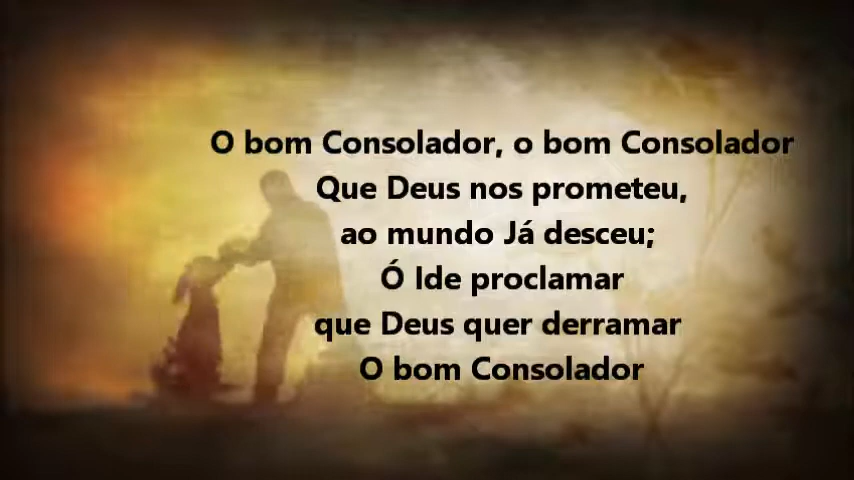 O bom Consolador, o bom Consolador
Que Deus nos prometeu,
ao mundo Já desceu;
Ó Ide proclamar
que Deus quer derramar
O bom Consolador